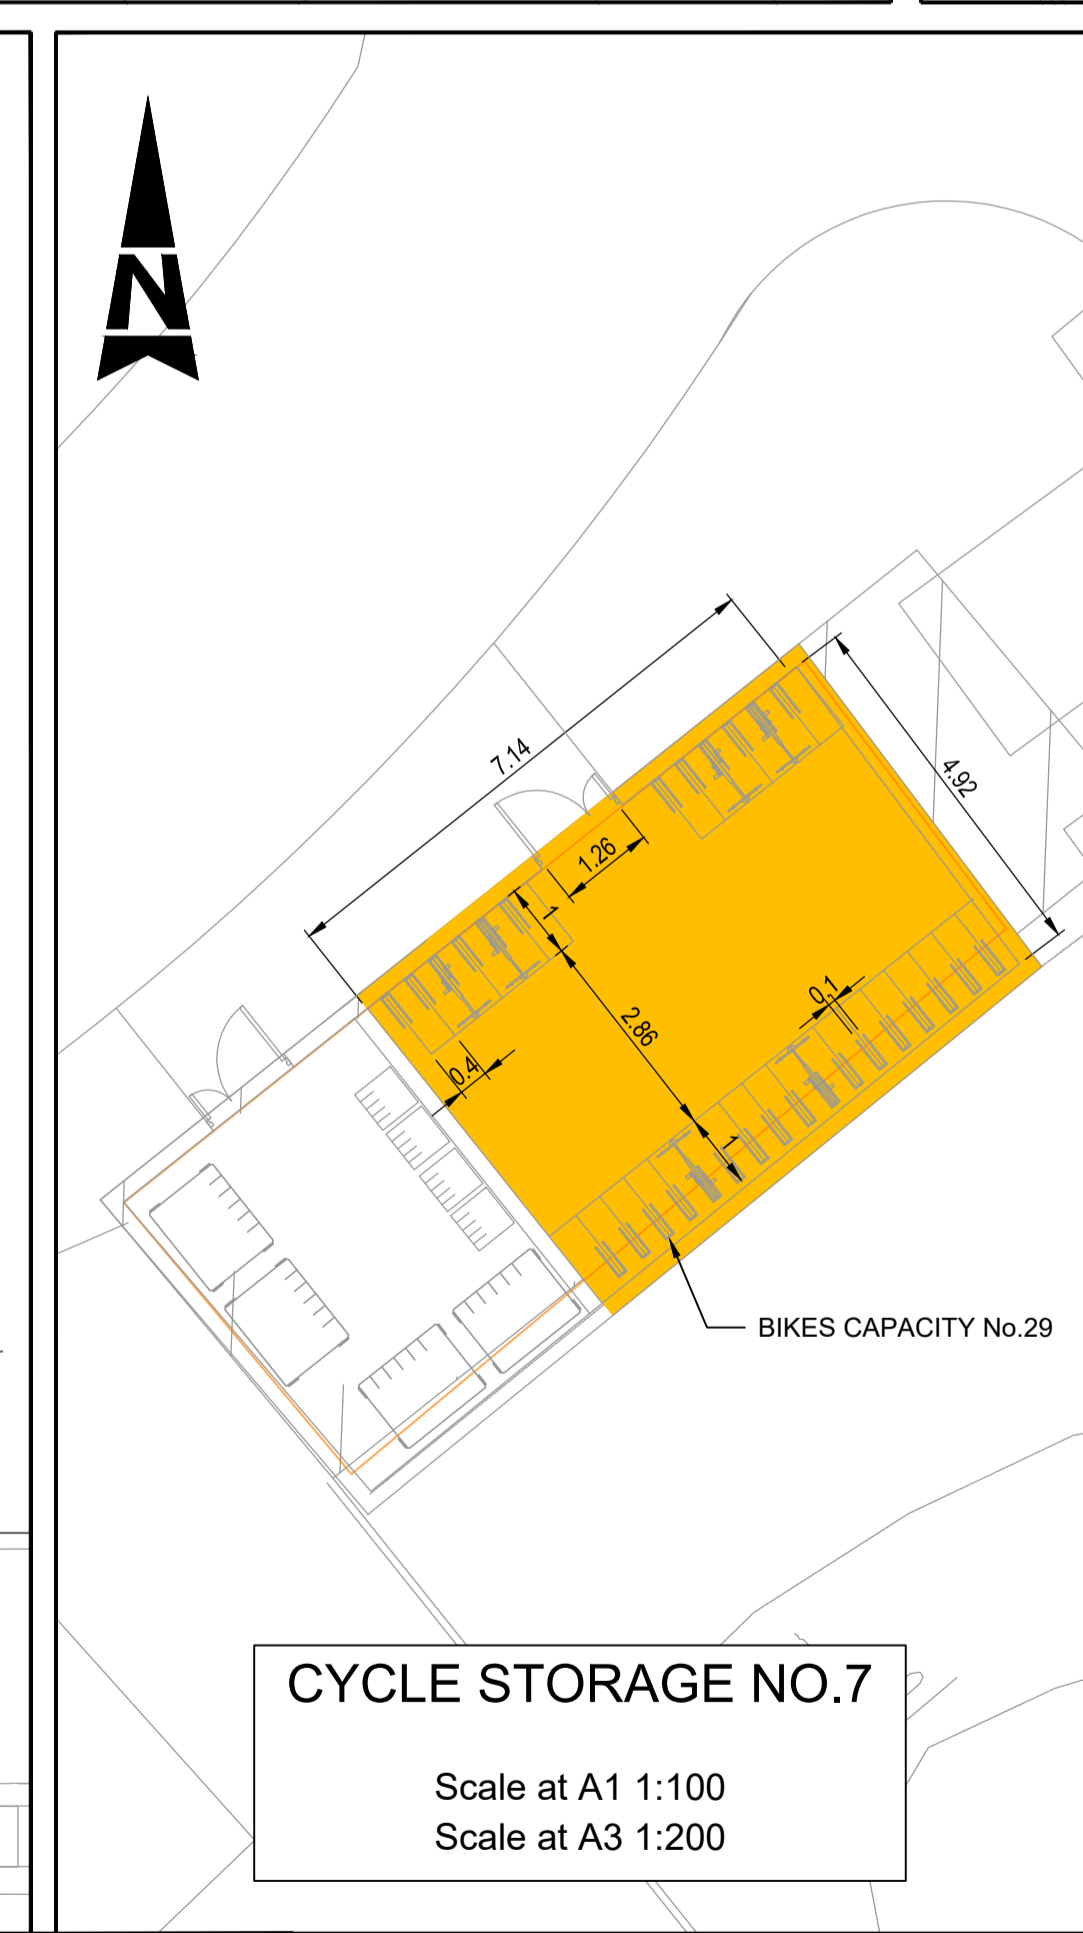 N
7.14
4.92
1.26
1
2.86
0.1
0.4
1
BIKES CAPACITY No.29
CYCLE STORAGE NO.7
Scale at A1 1:100
Scale at A3 1:200